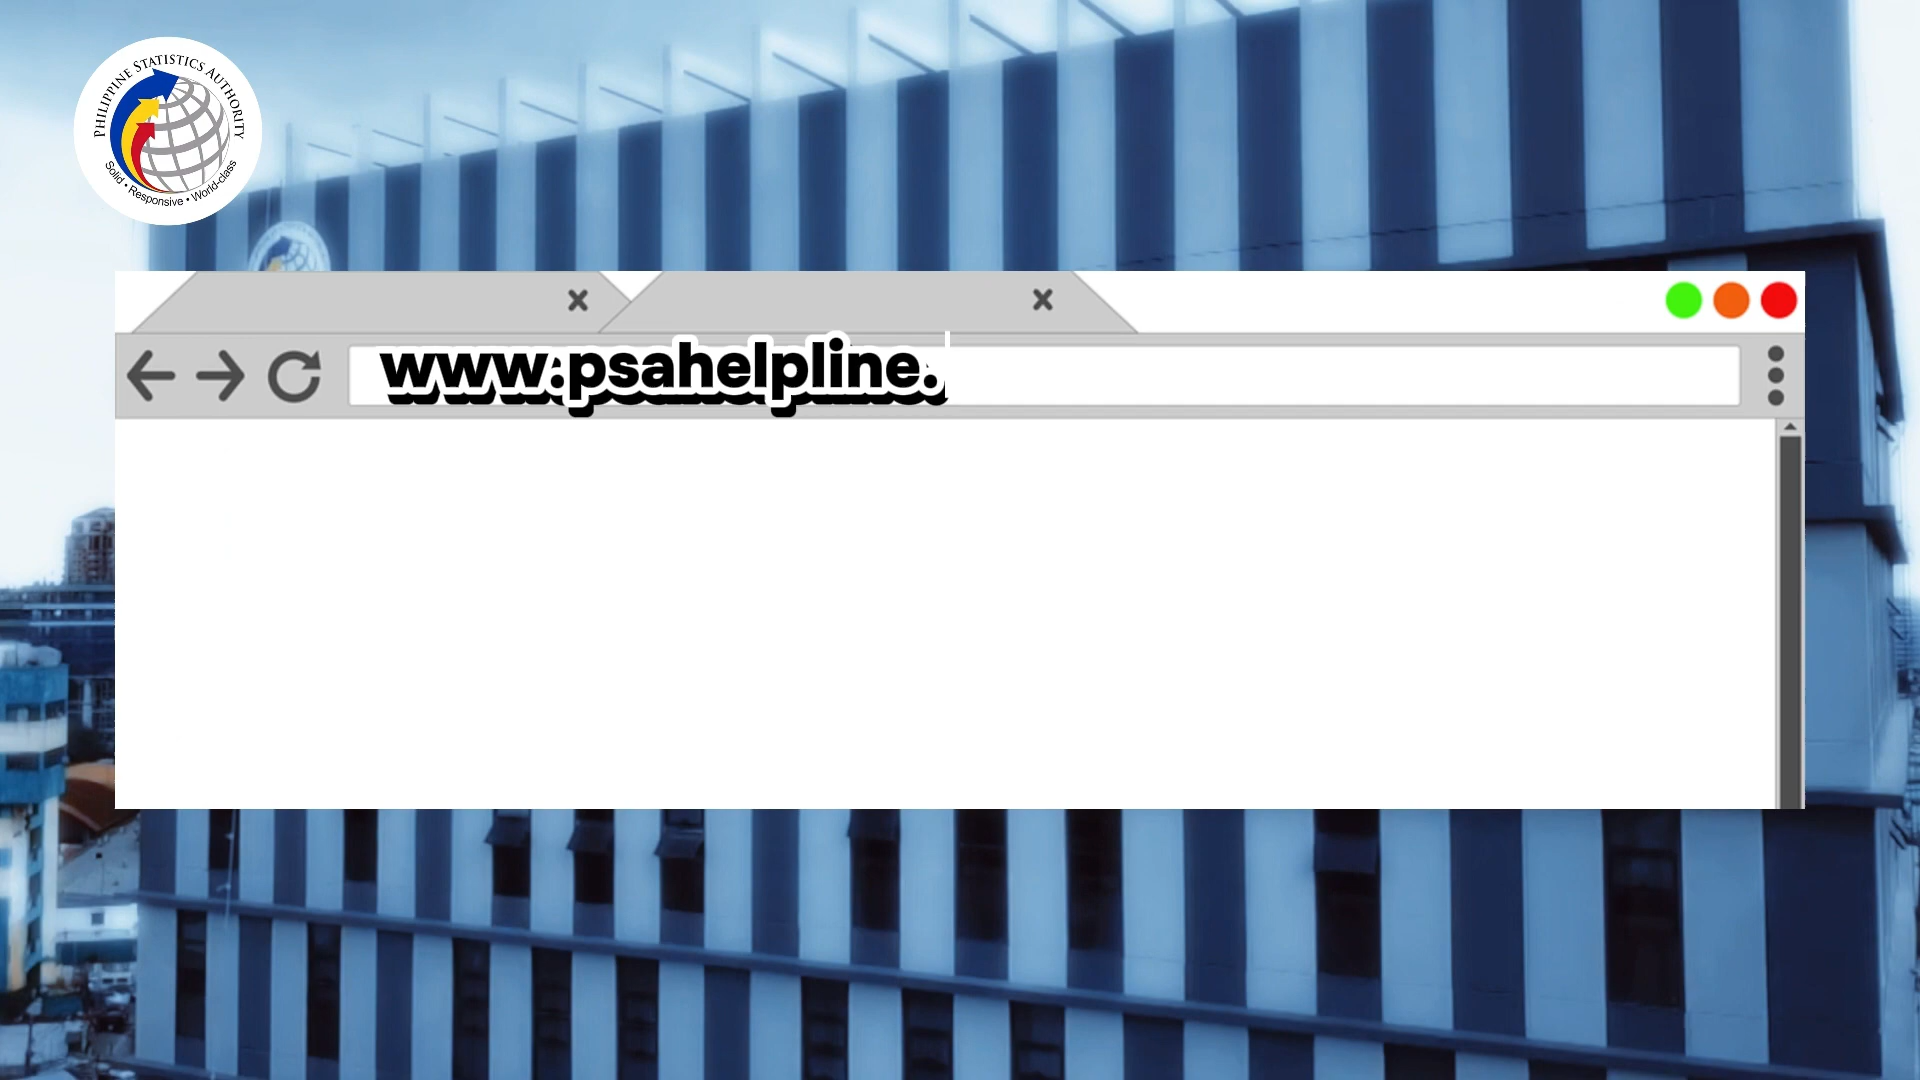 PHILIPPINE STATISTICS AUTHORITY
Solid • Responsive • World-class
www.psahelpline.